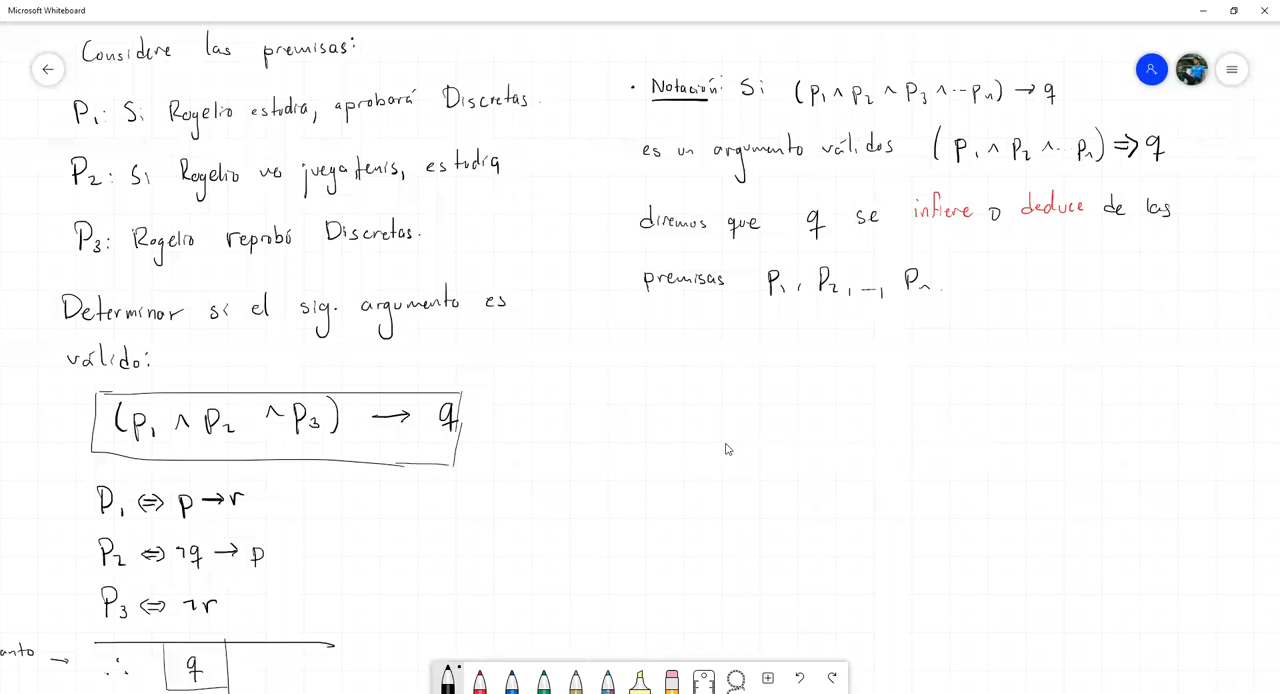 Microsoft Whiteboard
Considere las premisas:
P₁: Si Rogelio estudia, aprobará Discretas.
P₂: Si Rogelio no juega tenis, estudia
P₃: Rogelio reprobó Discretas.
Determinar si el sig. argumento es
válido:
(p₁ ∧ p₂ ∧ p₃) → q
P₁ ⇔ p → r
P₂ ⇔ ¬q → p
P₃ ⇔ ¬r
anto → ∴ q
· Notación: Si (p₁ ∧ p₂ ∧ p₃ ∧ ... pₙ) → q
es un argumento válidos (p₁ ∧ p₂ ∧ ... pₙ) ⇒ q
diremos que q se infiere o deduce de las
premisas p₁, p₂, ..., pₙ.